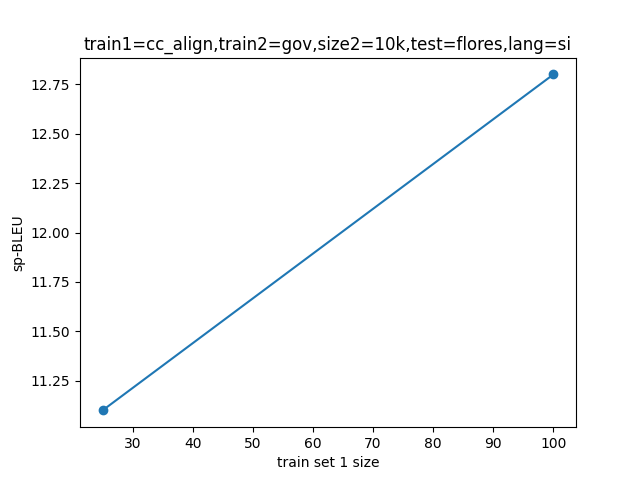 train1=cc_align,train2=gov,size2=10k,test=flores,lang=si
12.75
12.50
12.25
12.00
11.75
11.50
11.25
sp-BLEU
30 40 50 60 70 80 90 100
train set 1 size